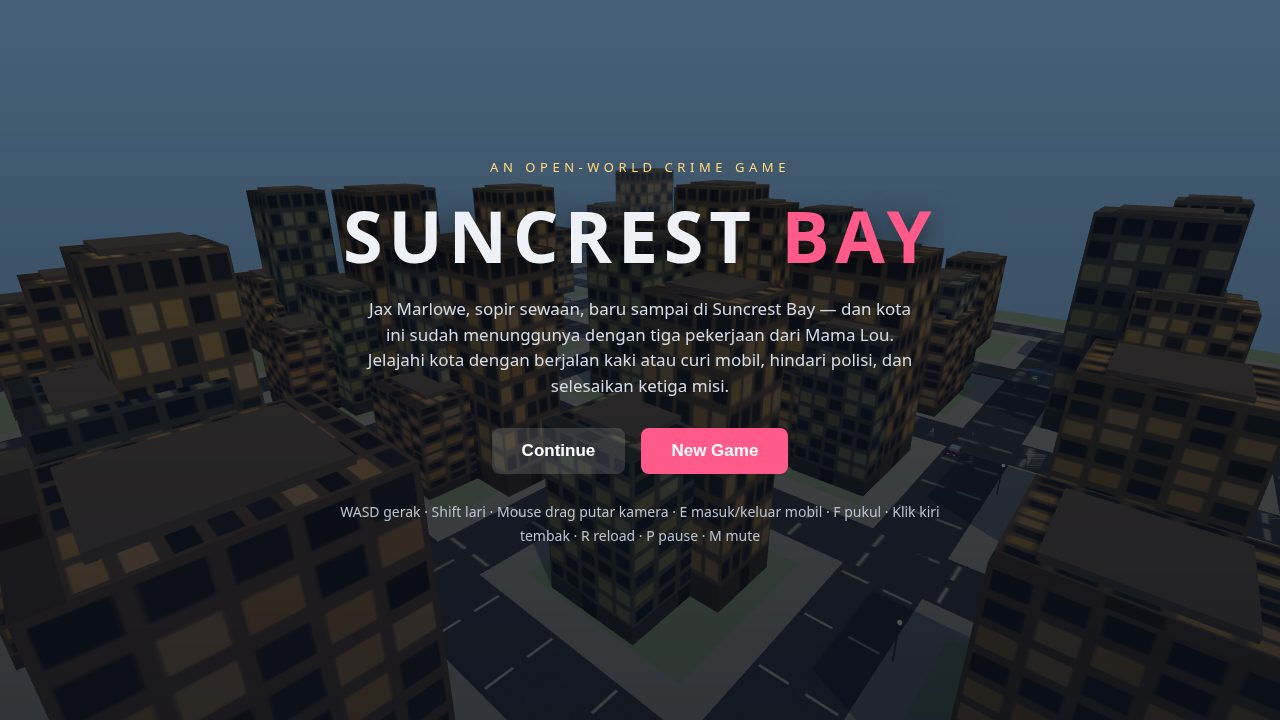 AN OPEN-WORLD CRIME GAME
SUNCREST BAY
Jax Marlowe, sopir sewaan, baru sampai di Suncrest Bay — dan kota
ini sudah menunggunya dengan tiga pekerjaan dari Mama Lou.
Jelajahi kota dengan berjalan kaki atau curi mobil, hindari polisi, dan
selesaikan ketiga misi.
Continue
New Game
WASD gerak · Shift lari · Mouse drag putar kamera · E masuk/keluar mobil · F pukul · Klik kiri
tembak · R reload · P pause · M mute